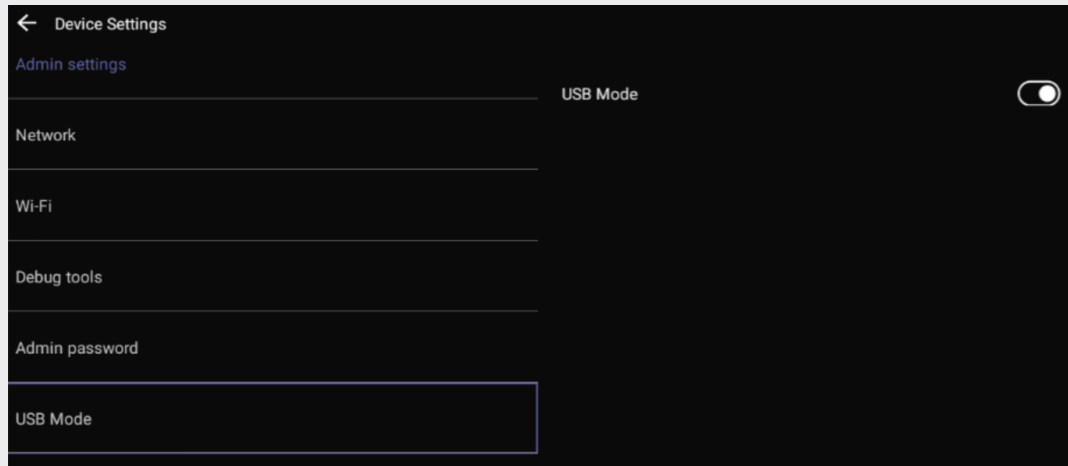 Device Settings
Admin settings
USB Mode
Network
Wi-Fi
Debug tools
Admin password
USB Mode